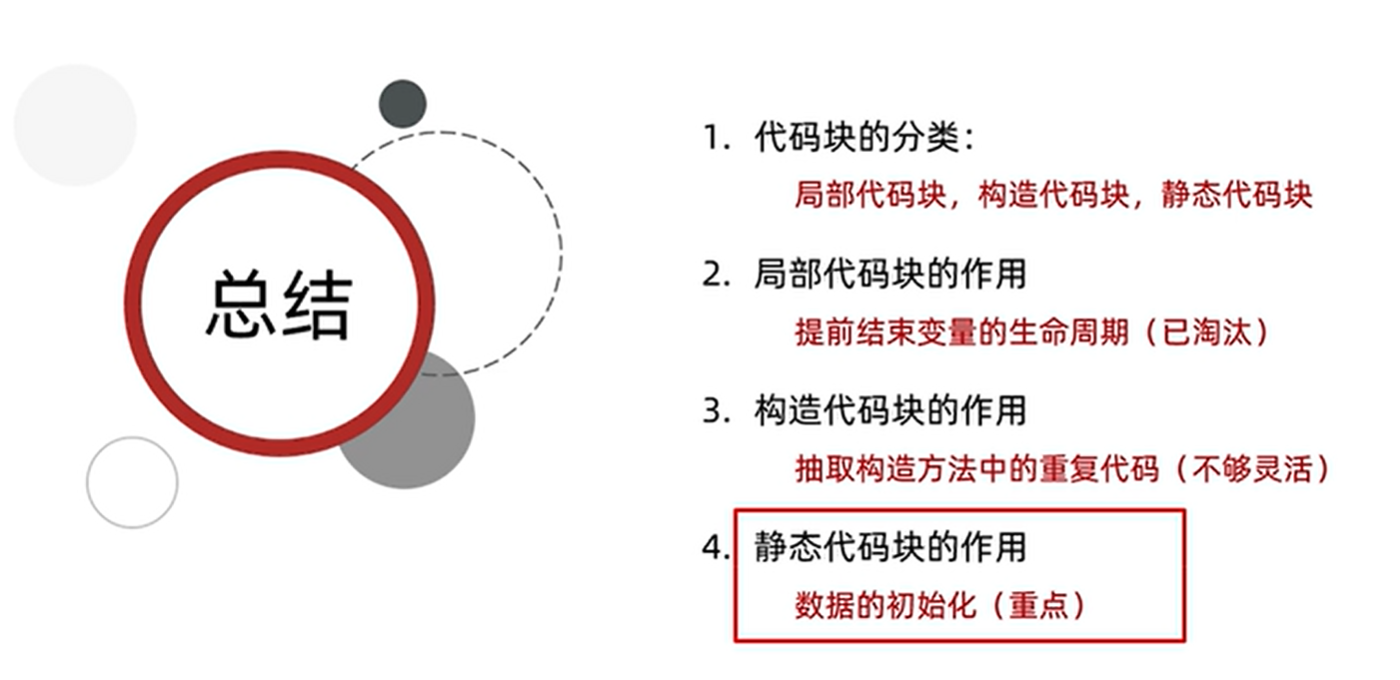 总结
1. 代码块的分类：
局部代码块，构造代码块，静态代码块
2. 局部代码块的作用
提前结束变量的生命周期（已淘汰）
3. 构造代码块的作用
抽取构造方法中的重复代码（不够灵活）
4. 静态代码块的作用
数据的初始化（重点）